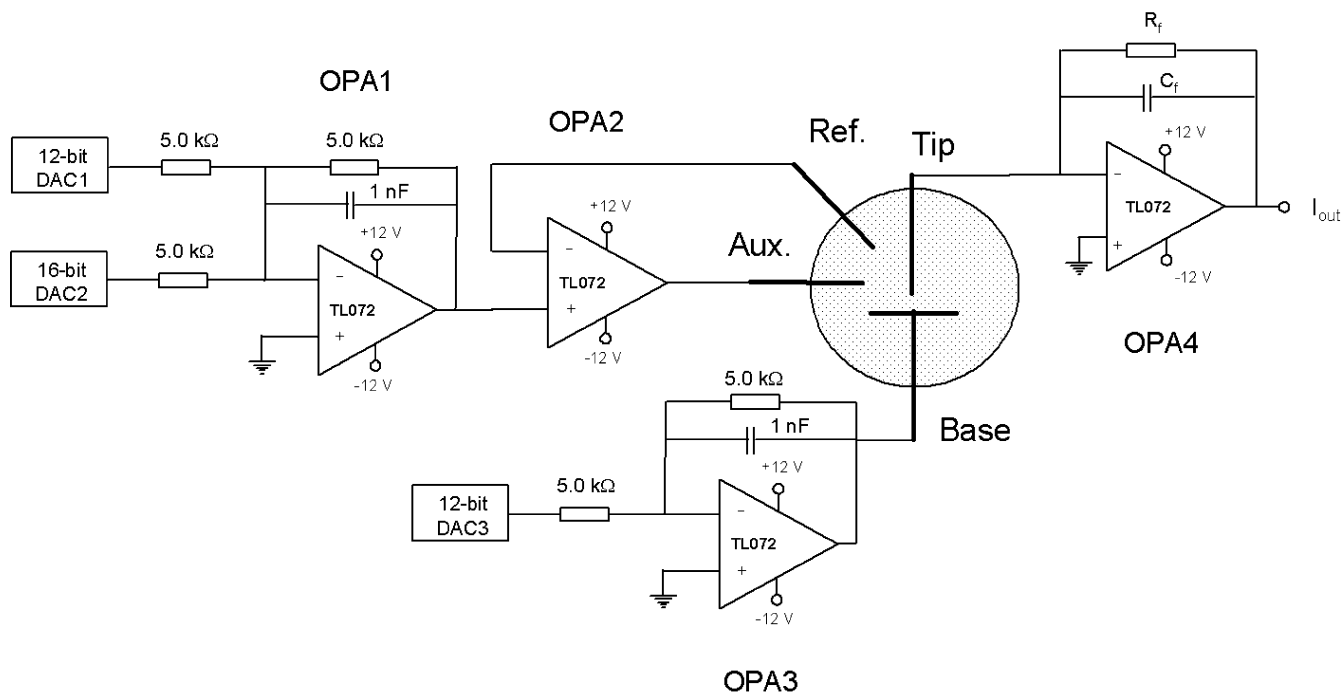 OPA1
12-bit
DAC1
5.0 kΩ
5.0 kΩ
1 nF
+12 V
16-bit
DAC2
5.0 kΩ
−
TL072
+
-12 V
OPA2
+12 V
−
TL072
+
-12 V
Ref.
Tip
Aux.
Base
R_f
C_f
+12 V
−
TL072
+
-12 V
I_out
OPA4
5.0 kΩ
1 nF
+12 V
12-bit
DAC3
5.0 kΩ
−
TL072
+
-12 V
OPA3